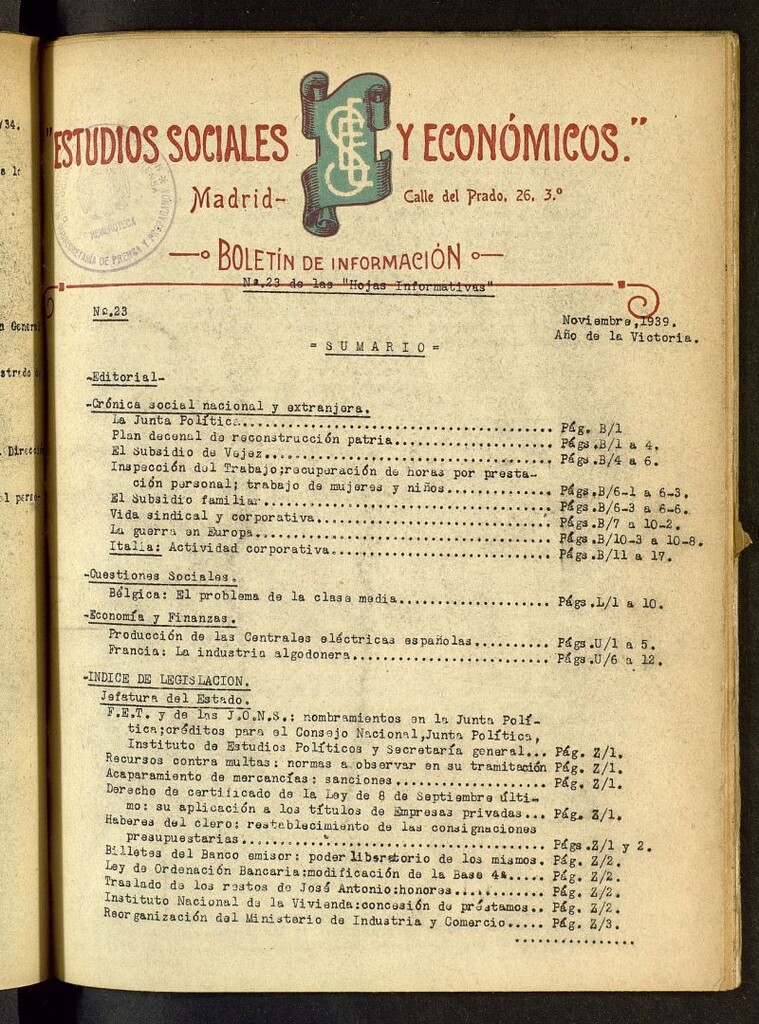 "ESTUDIOS SOCIALES Y ECONÓMICOS."
Madrid- Calle del Prado, 26, 3.º
BOLETÍN DE INFORMACIÓN
Nº.23 de las "Hojas Informativas"
Nº.23
Noviembre,1939.
Año de la Victoria.
= S U M A R I O =
-Editorial-
-Crónica social nacional y extranjera.
La Junta Política.......... Pág. B/1
Plan decenal de reconstrucción patria.......... Págs.B/1 a 4.
El Subsidio de Vejez.......... Págs.B/4 a 6.
Inspección del Trabajo;recuperación de horas por presta-
ción personal; trabajo de mujeres y niños.......... Págs.B/6-1 a 6-3.
El Subsidio familiar.......... Págs.B/6-3 a 6-6.
Vida sindical y corporativa.......... Págs.B/7 a 10-2.
La guerra en Europa.......... Págs.B/10-3 a 10-8.
Italia: Actividad corporativa.......... Págs.B/11 a 17.
-Cuestiones Sociales.
Bélgica: El problema de la clase media.......... Págs.L/1 a 10.
-Economía y Finanzas.
Producción de las Centrales eléctricas españolas.......... Págs.U/1 a 5.
Francia: La industria algodonera.......... Págs.U/6 a 12.
-INDICE DE LEGISLACION.
Jefatura del Estado.
F.E.T. y de las J.O.N.S.: nombramientos en la Junta Polí-
tica;créditos para el Consejo Nacional,Junta Política,
Instituto de Estudios Políticos y Secretaría general... Pág. Z/1.
Recursos contra multas: normas a observar en su tramitación Pág. Z/1.
Acaparamiento de mercancías: sanciones.......... Pág. Z/1.
Derecho de certificado de la Ley de 8 de Septiembre últi-
mo: su aplicación a los títulos de Empresas privadas... Pág. Z/1.
Haberes del clero: restablecimiento de las consignaciones
presupuestarias.......... Págs.Z/1 y 2.
Billetes del Banco emisor: poder liberatorio de los mismos. Pág. Z/2.
Ley de Ordenación Bancaria:modificación de la Base 4ª..... Pág. Z/2.
Traslado de los restos de José Antonio:honores.......... Pág. Z/2.
Instituto Nacional de la Vivienda:concesión de préstamos.. Pág. Z/2.
Reorganización del Ministerio de Industria y Comercio..... Pág. Z/3.
...............
HEMEROTECA